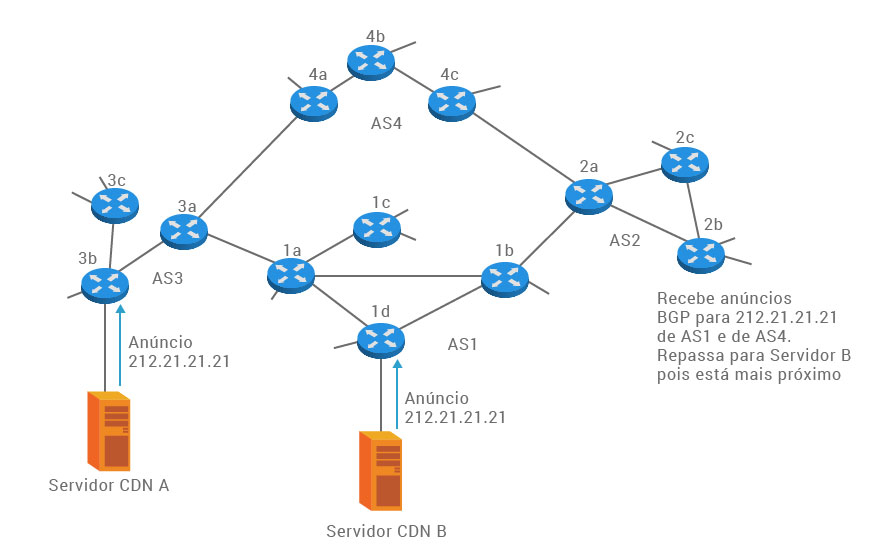 4b
4a
4c
AS4
2c
2a
3c
3a
1c
2b
AS2
1a
1b
3b
AS3
1d
AS1
Recebe anúncios
BGP para 212.21.21.21
de AS1 e de AS4.
Repassa para Servidor B
pois está mais próximo
Anúncio
212.21.21.21
Anúncio
212.21.21.21
Servidor CDN A
Servidor CDN B